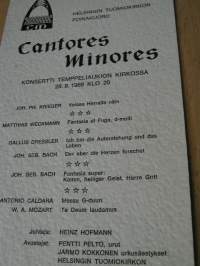 HELSINGIN TUOMIOKIRKON
POIKAKUORO
Cantores
Minores
KONSERTTI TEMPPELIAUKION KIRKOSSA
KLO 20
JOH. PH. KRIEGER
MATTHIAS WECKMANN Fantasia et Fuga, d-molli
GALLUS DRESSLER Ich bin die Auferstehung und das
Leben
JOH. SEB. BACH Der aber die Herzen forschet
JOH. SEB. BACH Fantasia super:
Komm, heiliger Geist, Herre Gott
ANTONIO CALDARA Missa G-duuri
W. A. MOZART Te Deum laudamus
Johtaja: HEINZ HOFMANN
Avustajat: PENTTI PELTO, urut
JARMO KOKKONEN urkusäestykset
HELSINGIN TUOMIOKIRKON